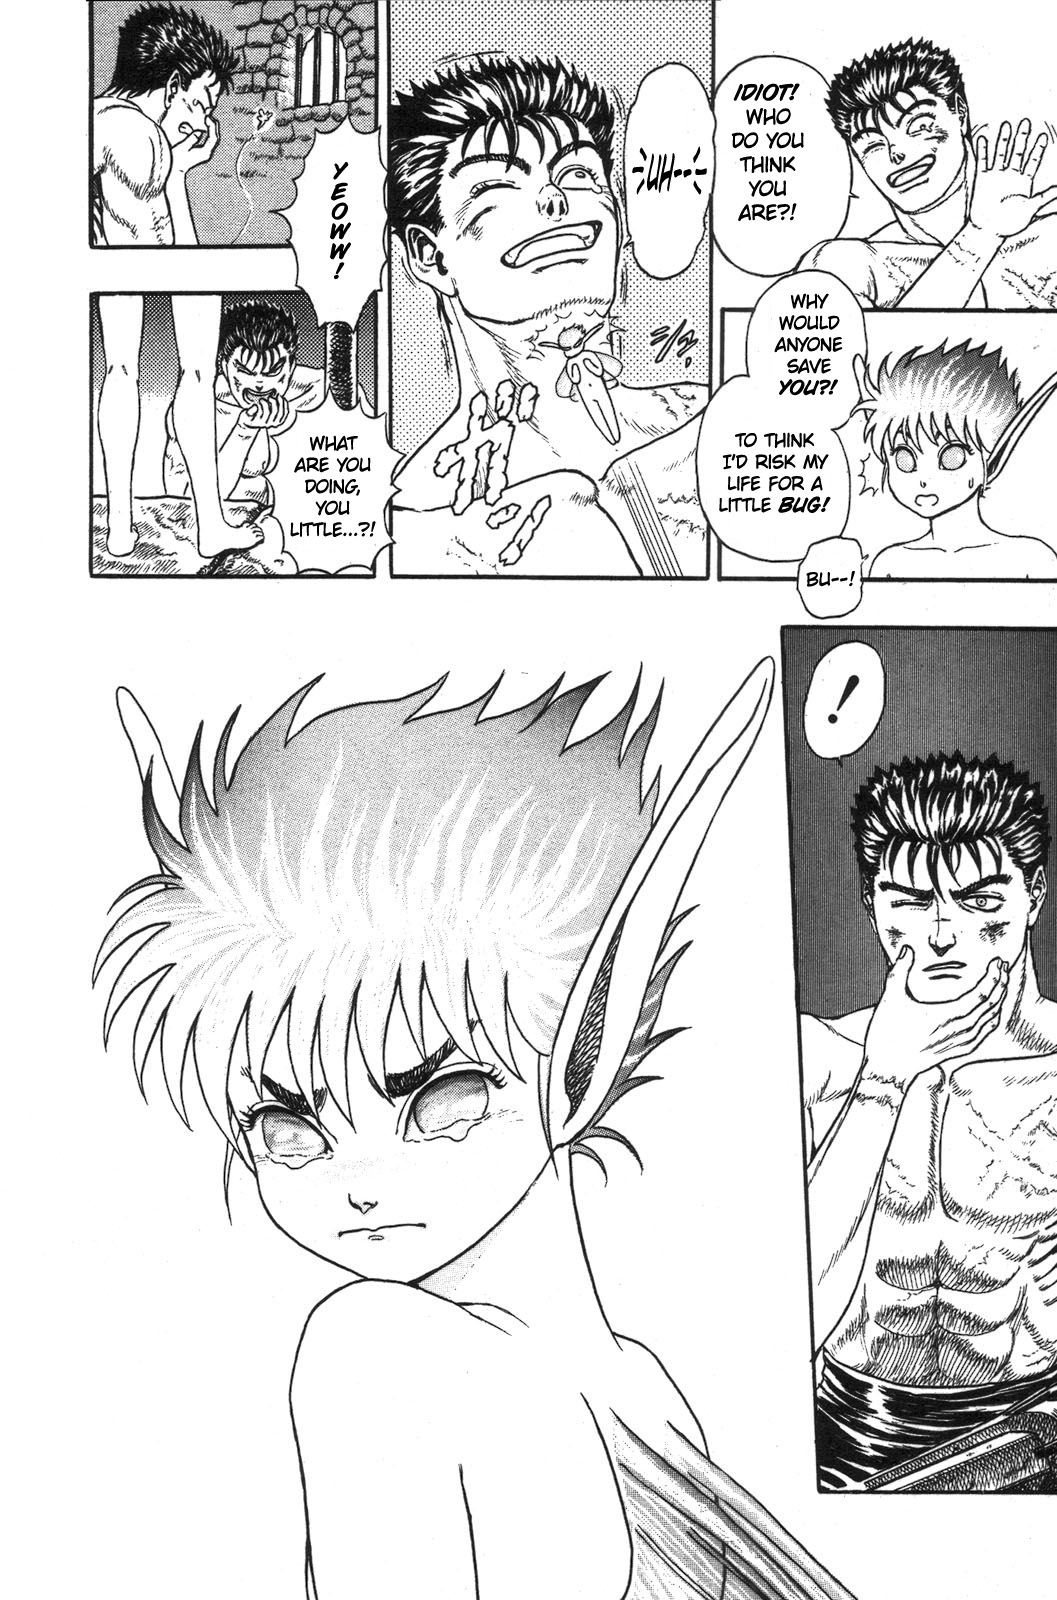 IDIOT!
WHO
DO YOU
THINK
YOU
ARE?!
WHY
WOULD
ANYONE
SAVE
YOU?!
TO THINK
I'D RISK MY
LIFE FOR A
LITTLE BUG!
BU--!
UH---
YEOWW!
WHAT
ARE YOU
DOING,
YOU
LITTLE...?!
!